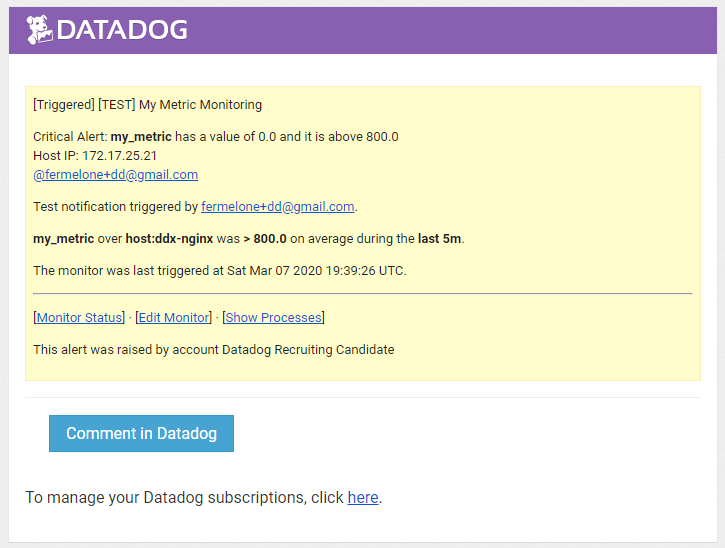 DATADOG
[Triggered] [TEST] My Metric Monitoring
Critical Alert: my_metric has a value of 0.0 and it is above 800.0
Host IP: 172.17.25.21
@fermelone+dd@gmail.com
Test notification triggered by fermelone+dd@gmail.com.
my_metric over host:ddx-nginx was > 800.0 on average during the last 5m.
The monitor was last triggered at Sat Mar 07 2020 19:39:26 UTC.
[Monitor Status] · [Edit Monitor] · [Show Processes]
This alert was raised by account Datadog Recruiting Candidate
Comment in Datadog
To manage your Datadog subscriptions, click here.